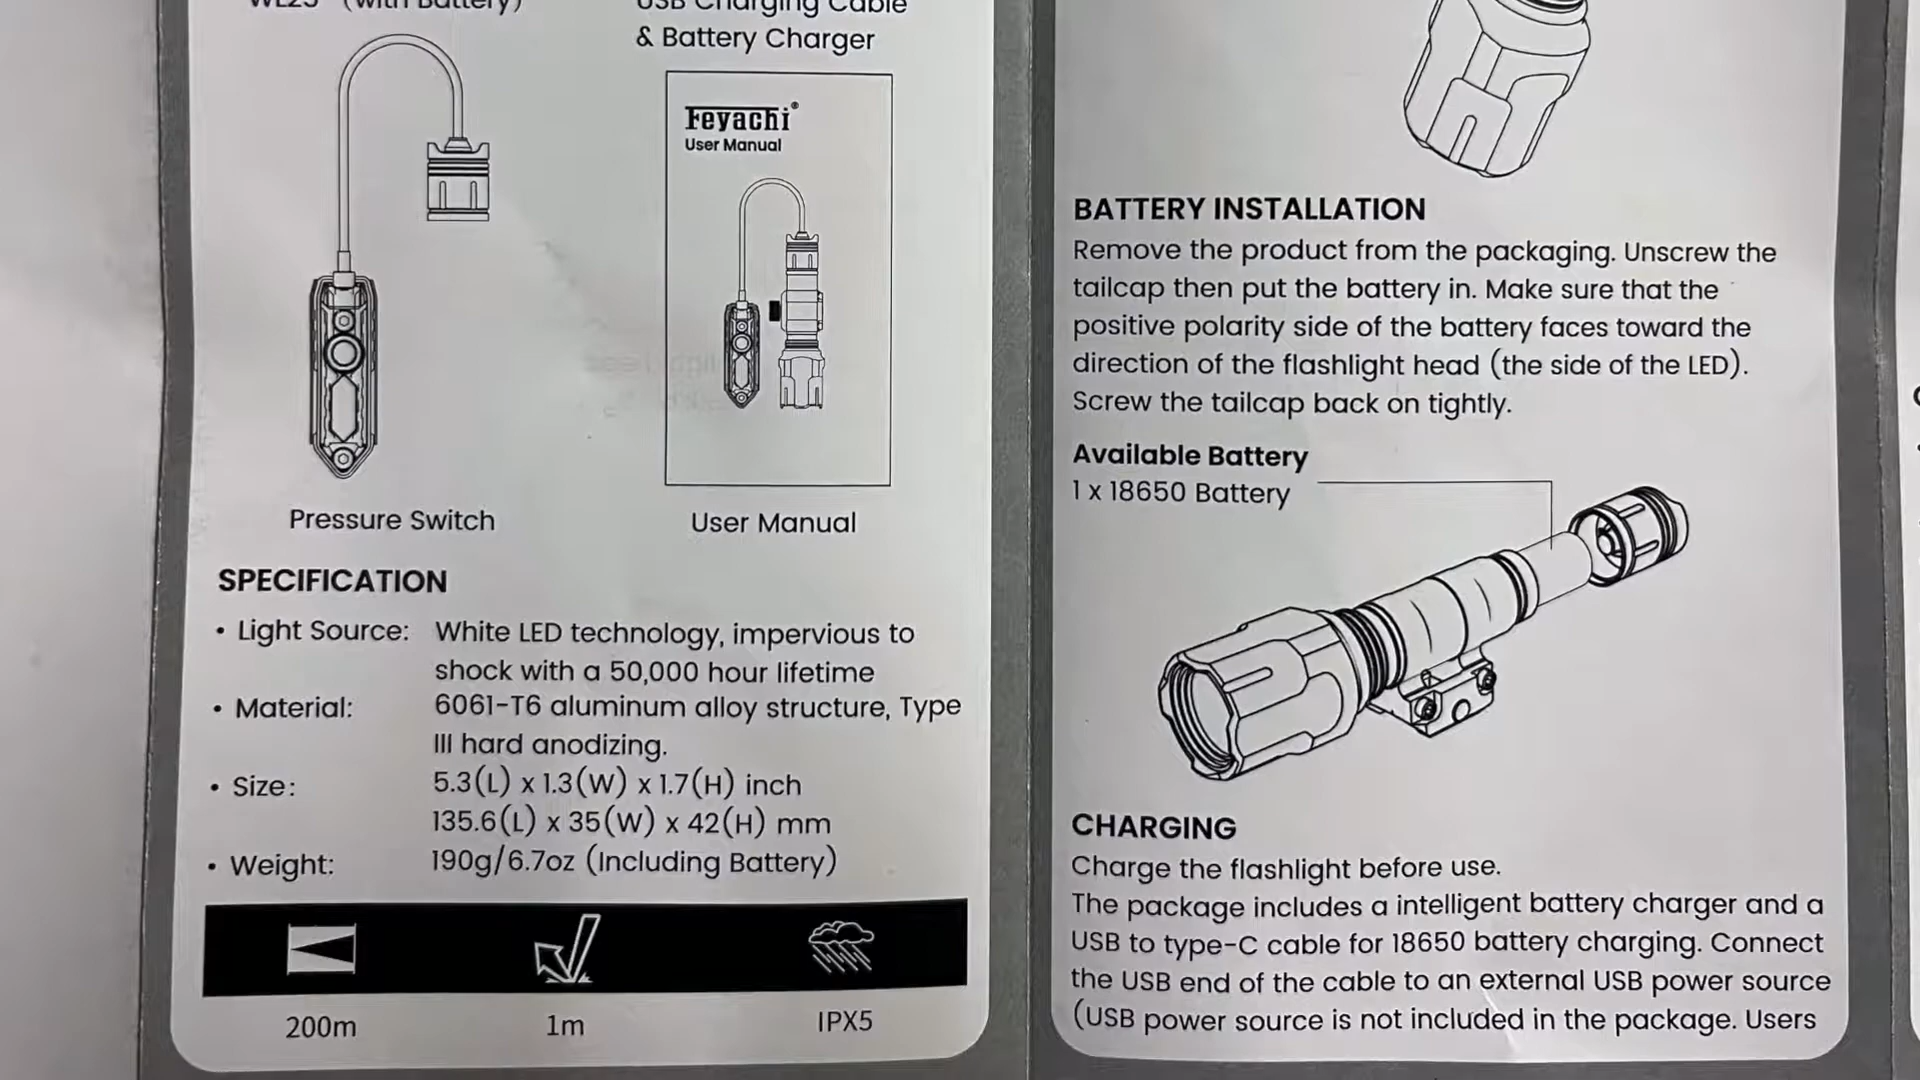 (with Battery)
USB Charging Cable
& Battery Charger
Feyachi®
User Manual
Pressure Switch
User Manual
SPECIFICATION
• Light Source: White LED technology, impervious to
shock with a 50,000 hour lifetime
• Material: 6061-T6 aluminum alloy structure, Type
III hard anodizing.
• Size: 5.3(L) x 1.3(W) x 1.7(H) inch
135.6(L) x 35(W) x 42(H) mm
• Weight: 190g/6.7oz (Including Battery)
200m
1m
IPX5
BATTERY INSTALLATION
Remove the product from the packaging. Unscrew the
tailcap then put the battery in. Make sure that the
positive polarity side of the battery faces toward the
direction of the flashlight head (the side of the LED).
Screw the tailcap back on tightly.
Available Battery
1 x 18650 Battery
CHARGING
Charge the flashlight before use.
The package includes a intelligent battery charger and a
USB to type-C cable for 18650 battery charging. Connect
the USB end of the cable to an external USB power source
(USB power source is not included in the package. Users